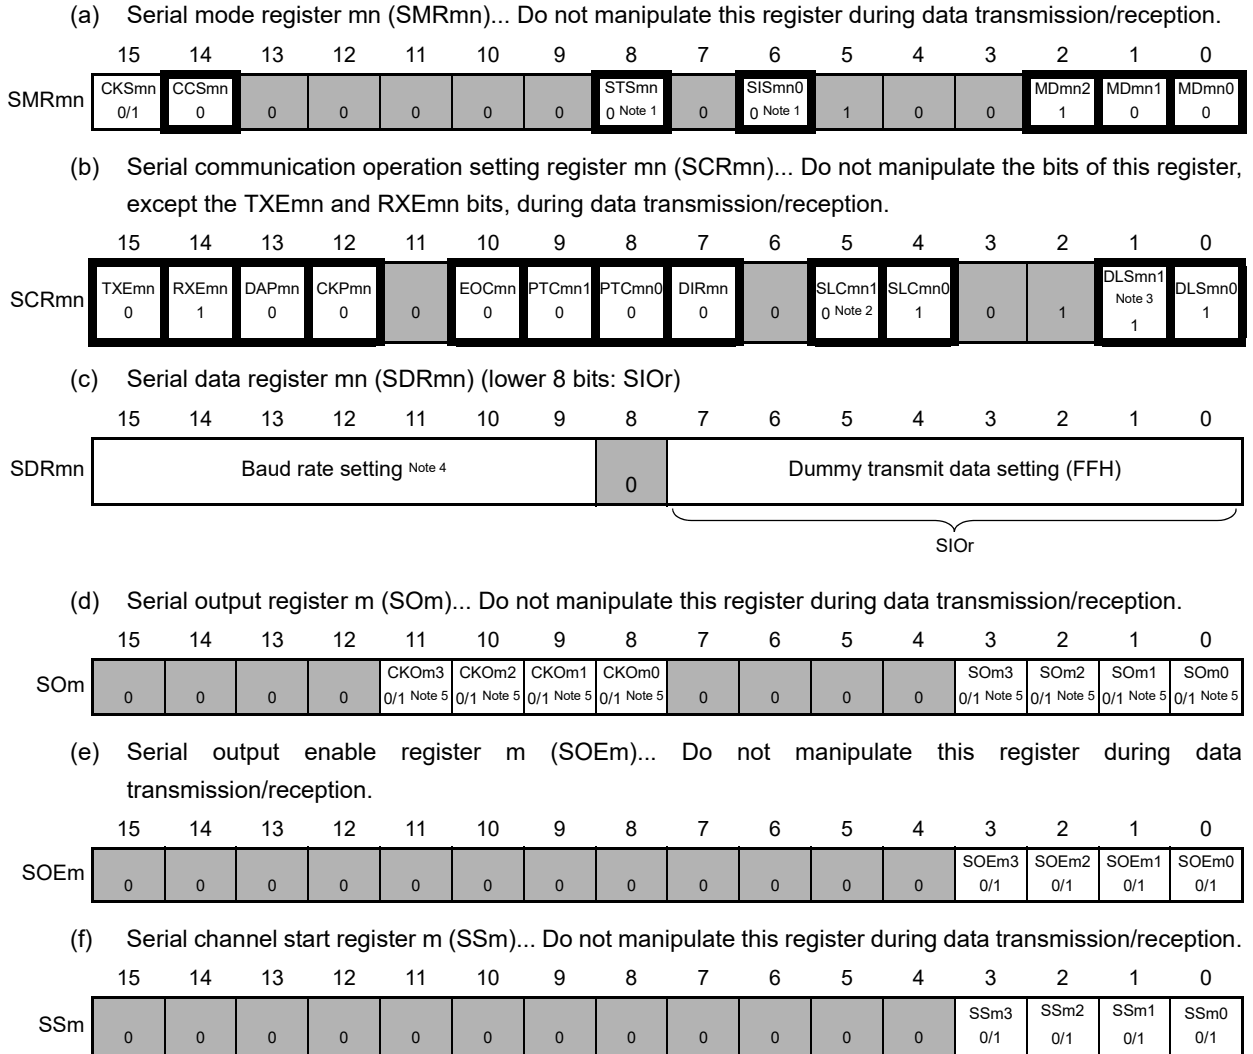 (a) Serial mode register mn (SMRmn)... Do not manipulate this register during data transmission/reception.
15 14 13 12 11 10 9 8 7 6 5 4 3 2 1 0
CKSmn CCSmn STSmn SISmn0 MDmn2 MDmn1 MDmn0
SMRmn 0/1 0 0 0 0 0 0 0 Note 1 0 0 Note 1 1 0 0 1 0 0
(b) Serial communication operation setting register mn (SCRmn)... Do not manipulate the bits of this register,
except the TXEmn and RXEmn bits, during data transmission/reception.
15 14 13 12 11 10 9 8 7 6 5 4 3 2 1 0
TXEmn RXEmn DAPmn CKPmn EOCmn PTCmn1 PTCmn0 DIRmn SLCmn1 SLCmn0 DLSmn1 Note 3 DLSmn0
SCRmn 0 1 0 0 0 0 0 0 0 0 0 Note 2 1 0 1 1 1
(c) Serial data register mn (SDRmn) (lower 8 bits: SIOr)
15 14 13 12 11 10 9 8 7 6 5 4 3 2 1 0
SDRmn Baud rate setting Note 4 0 Dummy transmit data setting (FFH)
SIOr
(d) Serial output register m (SOm)... Do not manipulate this register during data transmission/reception.
15 14 13 12 11 10 9 8 7 6 5 4 3 2 1 0
CKOm3 CKOm2 CKOm1 CKOm0 SOm3 SOm2 SOm1 SOm0
SOm 0 0 0 0 0/1 Note 5 0/1 Note 5 0/1 Note 5 0/1 Note 5 0 0 0 0 0/1 Note 5 0/1 Note 5 0/1 Note 5 0/1 Note 5
(e) Serial output enable register m (SOEm)... Do not manipulate this register during data
transmission/reception.
15 14 13 12 11 10 9 8 7 6 5 4 3 2 1 0
SOEm3 SOEm2 SOEm1 SOEm0
SOEm 0 0 0 0 0 0 0 0 0 0 0 0 0/1 0/1 0/1 0/1
(f) Serial channel start register m (SSm)... Do not manipulate this register during data transmission/reception.
15 14 13 12 11 10 9 8 7 6 5 4 3 2 1 0
SSm3 SSm2 SSm1 SSm0
SSm 0 0 0 0 0 0 0 0 0 0 0 0 0/1 0/1 0/1 0/1